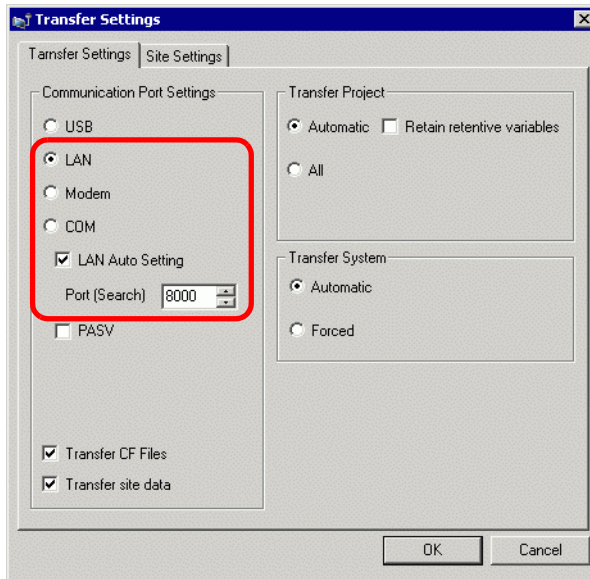 Transfer Settings
Tarnsfer Settings
Site Settings
Communication Port Settings
USB
LAN
Modem
COM
LAN Auto Setting
Port (Search) 8000
PASV
Transfer CF Files
Transfer site data
Transfer Project
Automatic Retain retentive variables
All
Transfer System
Automatic
Forced
OK
Cancel